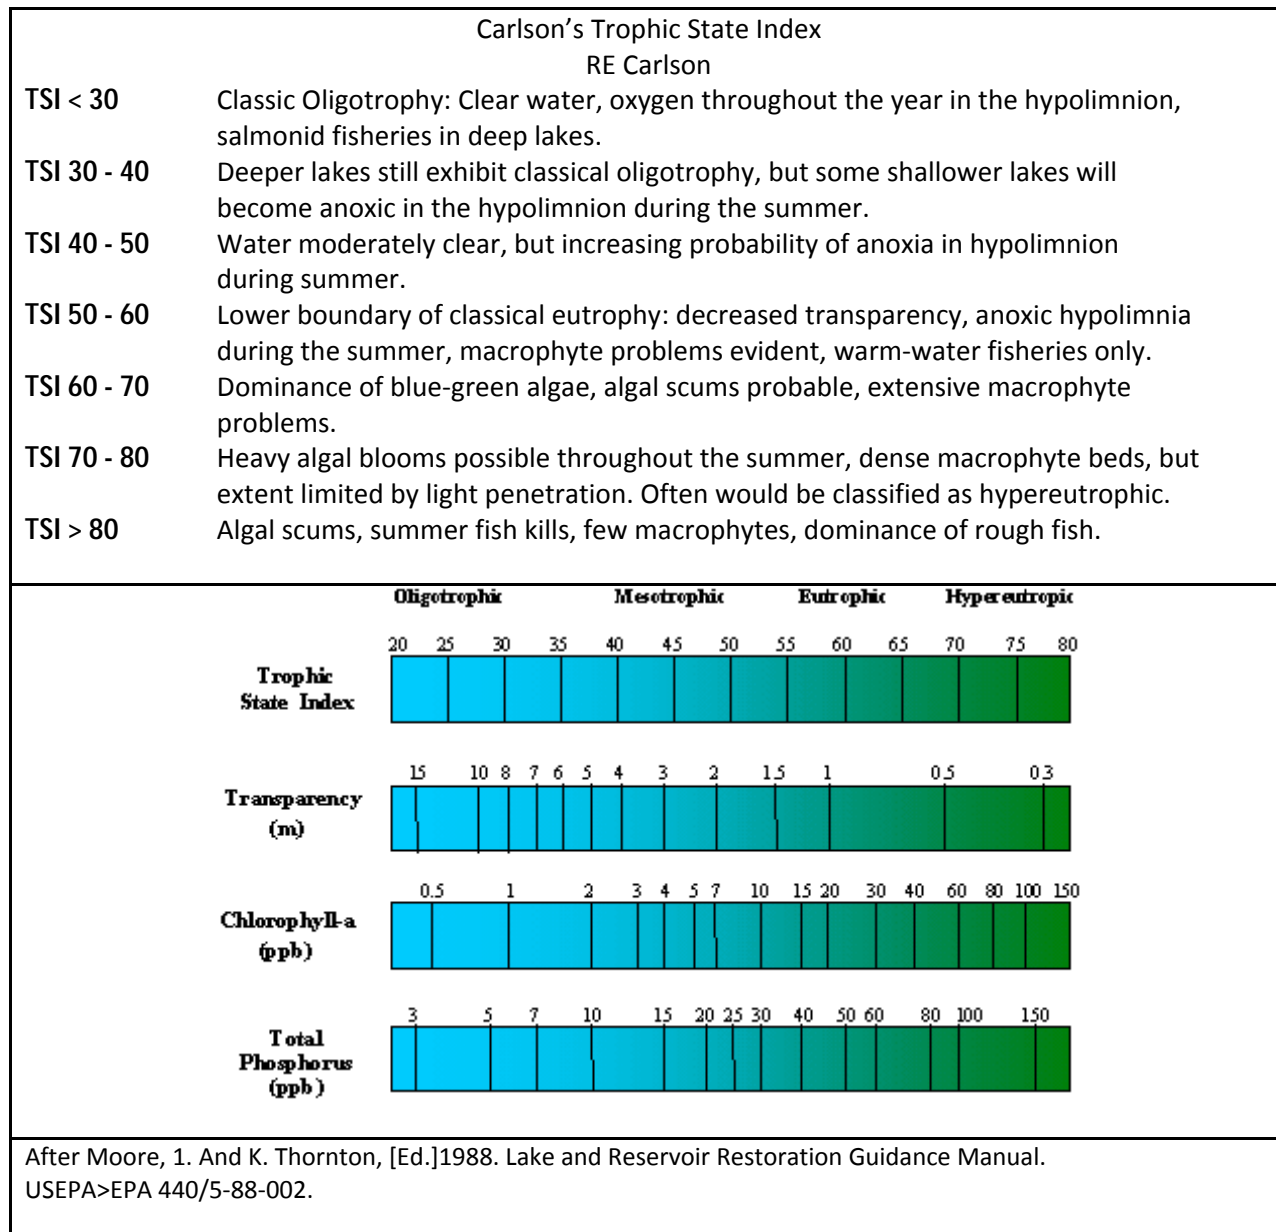 Carlson’s Trophic State Index
RE Carlson
TSI < 30 Classic Oligotrophy: Clear water, oxygen throughout the year in the hypolimnion,
salmonid fisheries in deep lakes.
TSI 30 - 40 Deeper lakes still exhibit classical oligotrophy, but some shallower lakes will
become anoxic in the hypolimnion during the summer.
TSI 40 - 50 Water moderately clear, but increasing probability of anoxia in hypolimnion
during summer.
TSI 50 - 60 Lower boundary of classical eutrophy: decreased transparency, anoxic hypolimnia
during the summer, macrophyte problems evident, warm-water fisheries only.
TSI 60 - 70 Dominance of blue-green algae, algal scums probable, extensive macrophyte
problems.
TSI 70 - 80 Heavy algal blooms possible throughout the summer, dense macrophyte beds, but
extent limited by light penetration. Often would be classified as hypereutrophic.
TSI > 80 Algal scums, summer fish kills, few macrophytes, dominance of rough fish.
Oligotrophic Mesotrophic Eutrophic Hypereutropic
20 25 30 35 40 45 50 55 60 65 70 75 80
Trophic
State Index
15 10 8 7 6 5 4 3 2 1.5 1 0.5 0.3
Transparency
(m)
0.5 1 2 3 4 5 7 10 15 20 30 40 60 80 100 150
Chlorophyll-a
(ppb)
3 5 7 10 15 20 25 30 40 50 60 80 100 150
Total
Phosphorus
(ppb)
After Moore, 1. And K. Thornton, [Ed.]1988. Lake and Reservoir Restoration Guidance Manual.
USEPA>EPA 440/5-88-002.